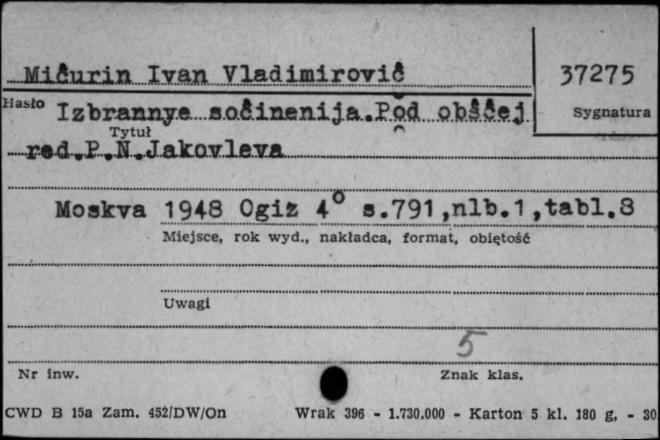 Mičurin Ivan Vladimirovič
37275
Hasło
Izbrannye sočinenija.Pod obščej
Sygnatura
Tytuł
red.P.N.Jakovleva
Moskva 1948 Ogiz 4° s.791,nlb.1,tabl.8
Miejsce, rok wyd., nakładca, format, obiętość
Uwagi
5
Nr inw.
Znak klas.
CWD B 15a Zam. 452/DW/On
Wrak 396 - 1.730.000 - Karton 5 kl. 180 g, - 30